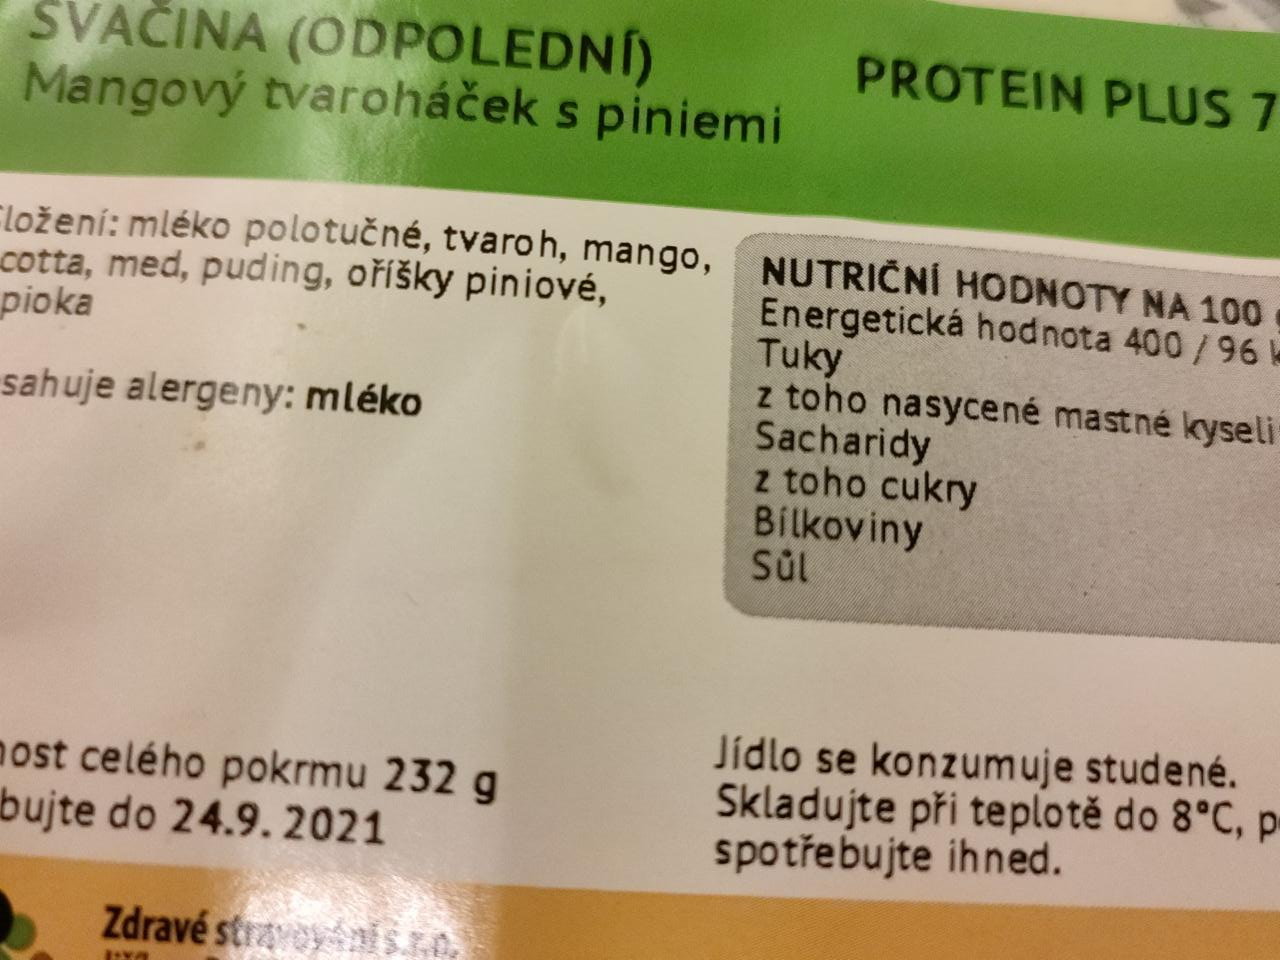 SVAČINA (ODPOLEDNÍ)
Mangový tvaroháček s piniemi
PROTEIN PLUS 7
složení: mléko polotučné, tvaroh, mango,
cotta, med, puding, oříšky piniové,
pioka
sahuje alergeny: mléko
NUTRIČNÍ HODNOTY NA 100
Energetická hodnota 400 / 96 k
Tuky
z toho nasycené mastné kyseli
Sacharidy
z toho cukry
Bílkoviny
Sůl
nost celého pokrmu 232 g
bujte do 24.9. 2021
Jídlo se konzumuje studené.
Skladujte při teplotě do 8°C, p
spotřebujte ihned.
Zdravé stravování s.r.o.